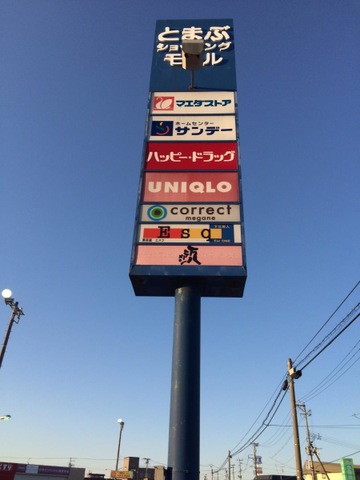 とまぶ
ショッピング
モール
マエダストア
ホームセンター
サンデー
ハッピー・ドラッグ
UNIQLO
correct
megane
Esq